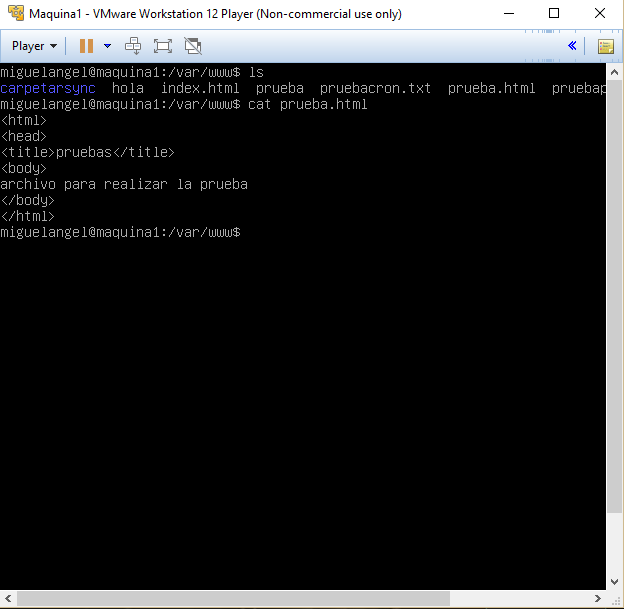 Maquina1 - VMware Workstation 12 Player (Non-commercial use only)
Player
miguelangel@maquina1:/var/www$ ls
carpetarsync hola index.html prueba pruebacron.txt prueba.html pruebap
miguelangel@maquina1:/var/www$ cat prueba.html
<html>
<head>
<title>pruebas</title>
<body>
archivo para realizar la prueba
</body>
</html>
miguelangel@maquina1:/var/www$